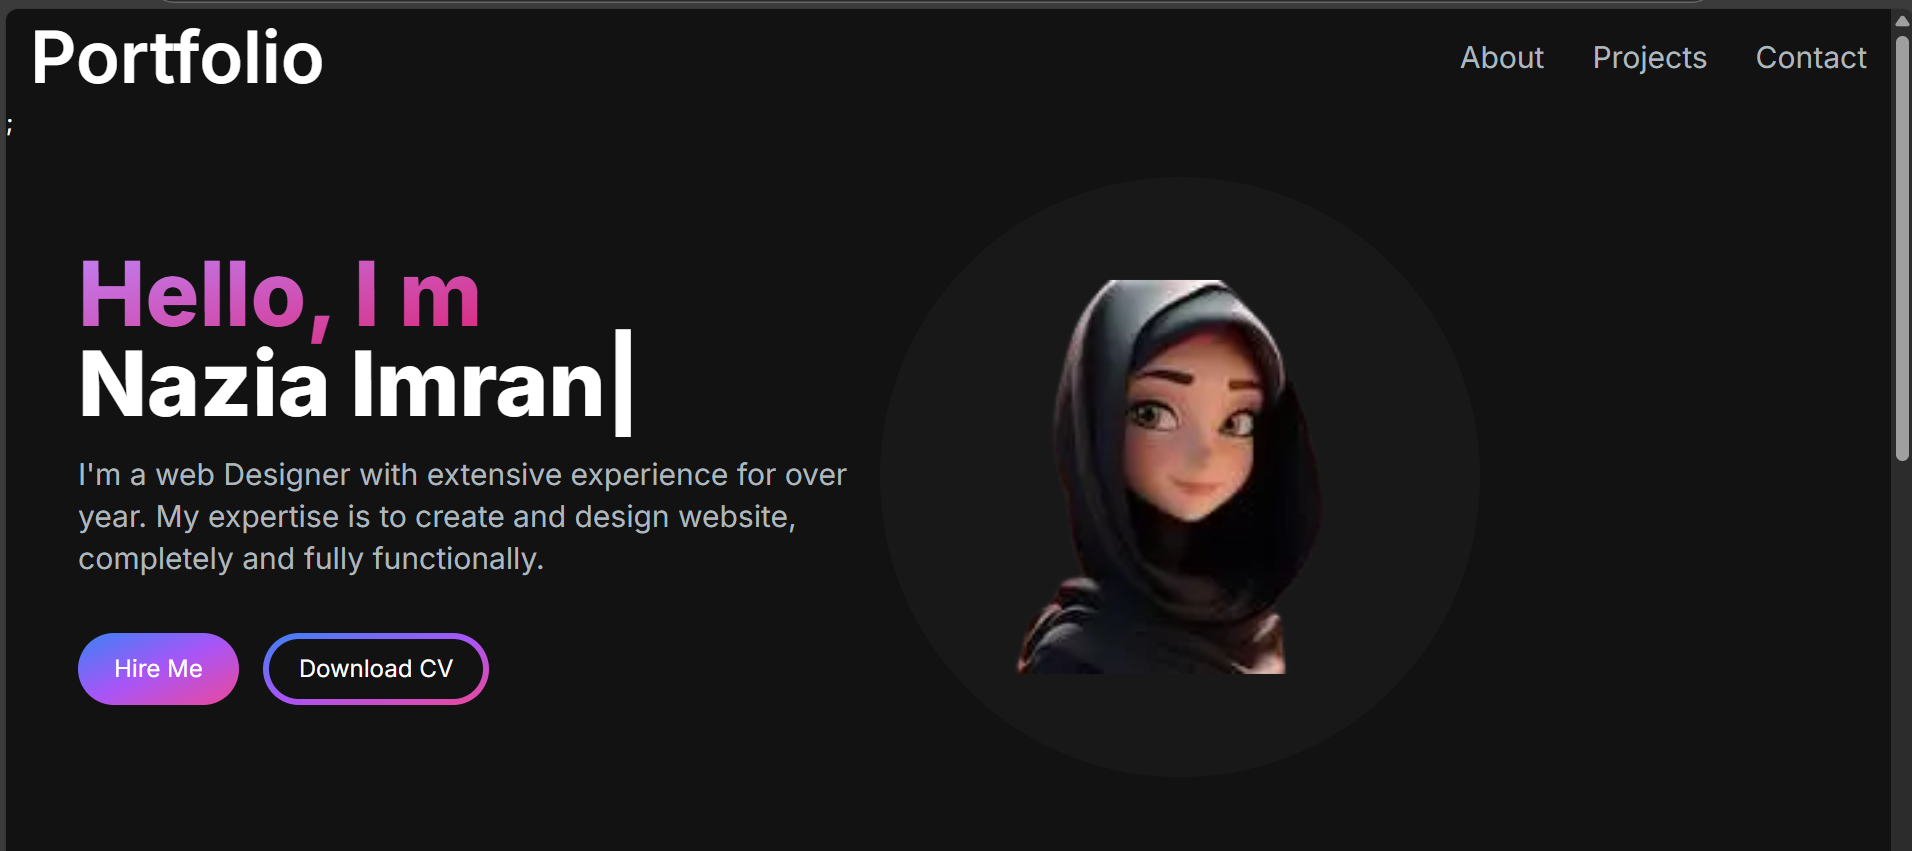 Portfolio
About Projects Contact
;
Hello, I m
Nazia Imran|
I'm a web Designer with extensive experience for over
year. My expertise is to create and design website,
completely and fully functionally.
Hire Me Download CV